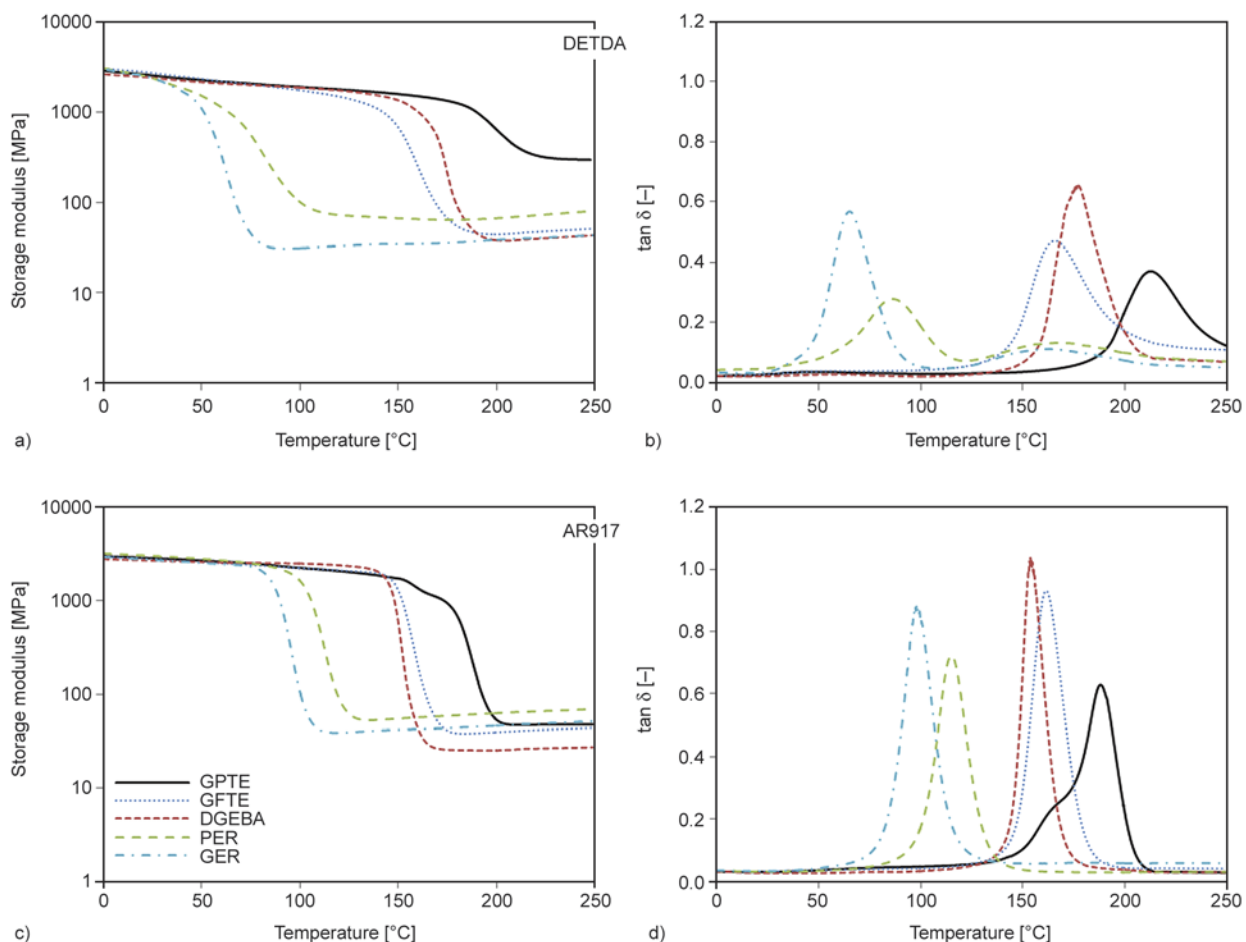 DETDA
Storage modulus [MPa]
10000
1000
100
10
1
0 50 100 150 200 250
Temperature [°C]
a)
tan δ [–]
1.2
1.0
0.8
0.6
0.4
0.2
0.0
0 50 100 150 200 250
Temperature [°C]
b)
AR917
Storage modulus [MPa]
10000
1000
100
10
1
GPTE
GFTE
DGEBA
PER
GER
0 50 100 150 200 250
Temperature [°C]
c)
tan δ [–]
1.2
1.0
0.8
0.6
0.4
0.2
0.0
0 50 100 150 200 250
Temperature [°C]
d)